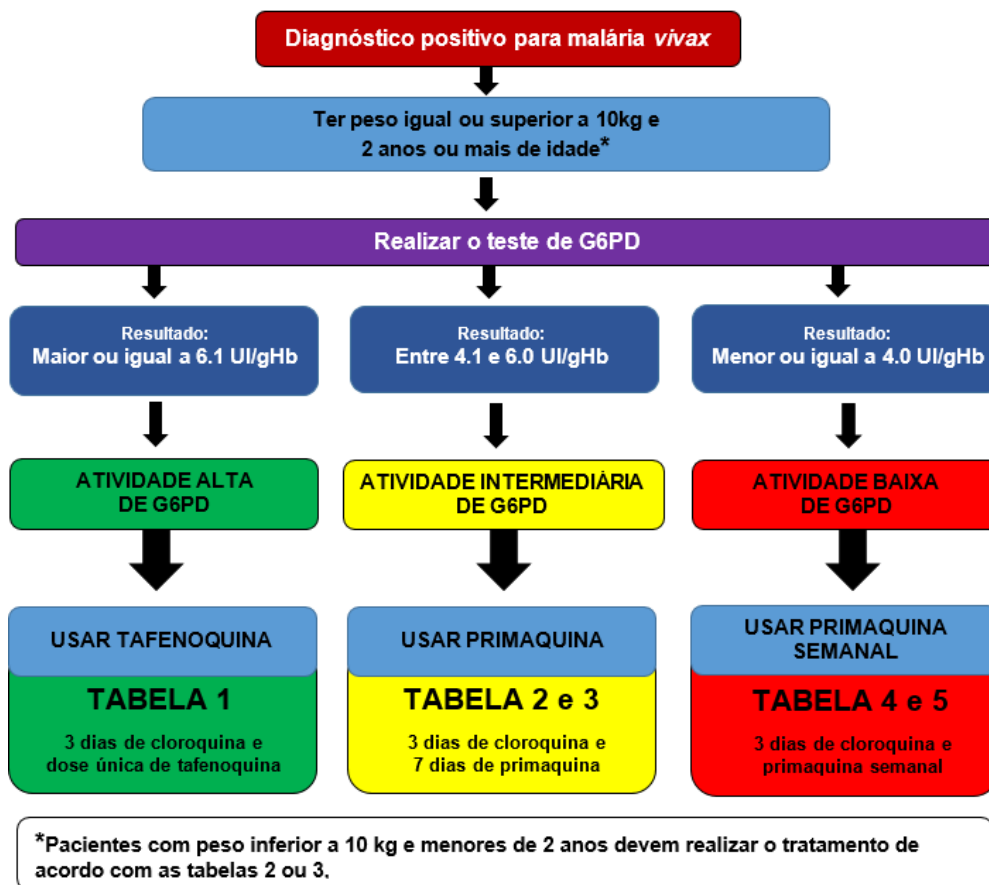 Diagnóstico positivo para malária vivax
Ter peso igual ou superior a 10kg e
2 anos ou mais de idade*
Realizar o teste de G6PD
Resultado:
Maior ou igual a 6.1 UI/gHb
Resultado:
Entre 4.1 e 6.0 UI/gHb
Resultado:
Menor ou igual a 4.0 UI/gHb
ATIVIDADE ALTA
DE G6PD
ATIVIDADE INTERMEDIÁRIA
DE G6PD
ATIVIDADE BAIXA
DE G6PD
USAR TAFENOQUINA
TABELA 1
3 dias de cloroquina e
dose única de tafenoquina
USAR PRIMAQUINA
TABELA 2 e 3
3 dias de cloroquina e
7 dias de primaquina
USAR PRIMAQUINA
SEMANAL
TABELA 4 e 5
3 dias de cloroquina e
primaquina semanal
*Pacientes com peso inferior a 10 kg e menores de 2 anos devem realizar o tratamento de
acordo com as tabelas 2 ou 3.